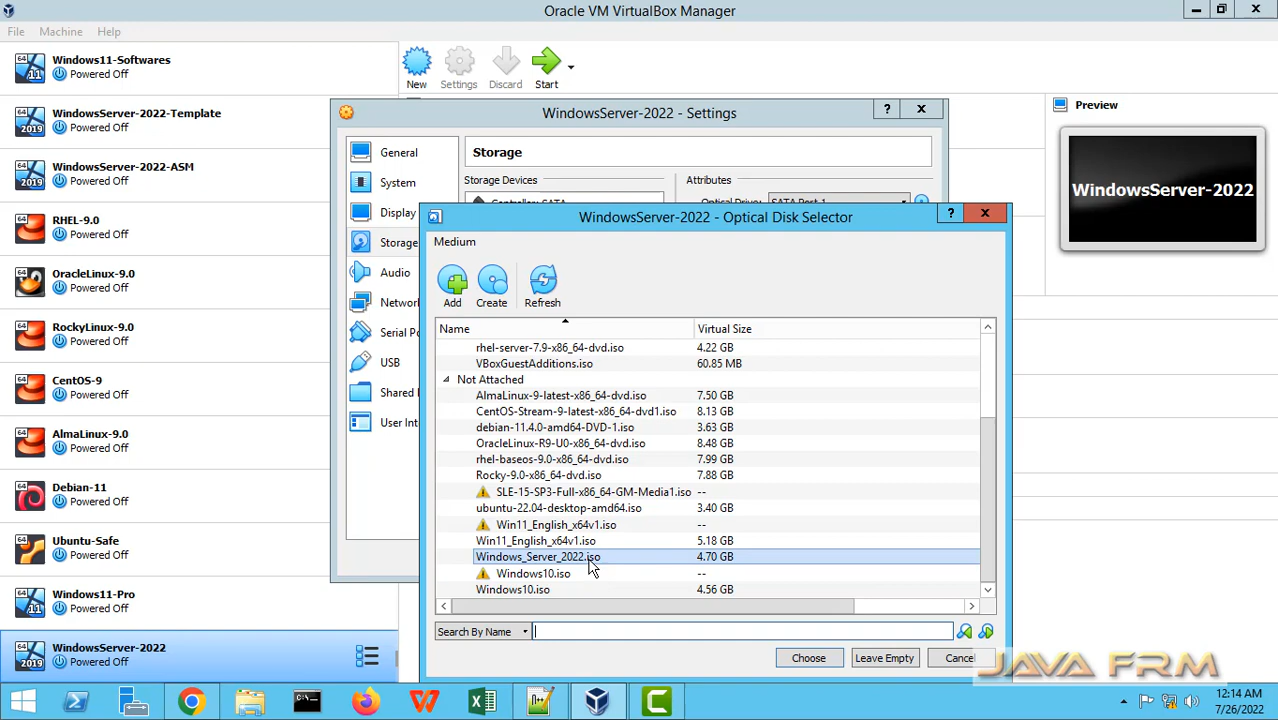 Oracle VM VirtualBox Manager
File Machine Help
Windows11-Softwares
Powered Off
WindowsServer-2022-Template
Powered Off
WindowsServer-2022-ASM
Powered Off
RHEL-9.0
Powered Off
OracleLinux-9.0
Powered Off
RockyLinux-9.0
Powered Off
CentOS-9
Powered Off
AlmaLinux-9.0
Powered Off
Debian-11
Powered Off
Ubuntu-Safe
Powered Off
Windows11-Pro
Powered Off
WindowsServer-2022
Powered Off
New Settings Discard Start
Preview
WindowsServer-2022
WindowsServer-2022 - Settings
General
System
Display
Storage
Audio
Network
Serial Po
USB
Shared
User Int
Storage
Storage Devices
Attributes
WindowsServer-2022 - Optical Disk Selector
Medium
Add Create Refresh
Name Virtual Size
rhel-server-7.9-x86_64-dvd.iso 4.22 GB
VBoxGuestAdditions.iso 60.85 MB
Not Attached
AlmaLinux-9-latest-x86_64-dvd.iso 7.50 GB
CentOS-Stream-9-latest-x86_64-dvd1.iso 8.13 GB
debian-11.4.0-amd64-DVD-1.iso 3.63 GB
OracleLinux-R9-U0-x86_64-dvd.iso 8.48 GB
rhel-baseos-9.0-x86_64-dvd.iso 7.99 GB
Rocky-9.0-x86_64-dvd.iso 7.88 GB
SLE-15-SP3-Full-x86_64-GM-Media1.iso --
ubuntu-22.04-desktop-amd64.iso 3.40 GB
Win11_English_x64v1.iso --
Win11_English_x64v1.iso 5.18 GB
Windows_Server_2022.iso 4.70 GB
Windows10.iso --
Windows10.iso 4.56 GB
Search By Name
Choose Leave Empty Cancel
JAVA FRM
12:14 AM
7/26/2022